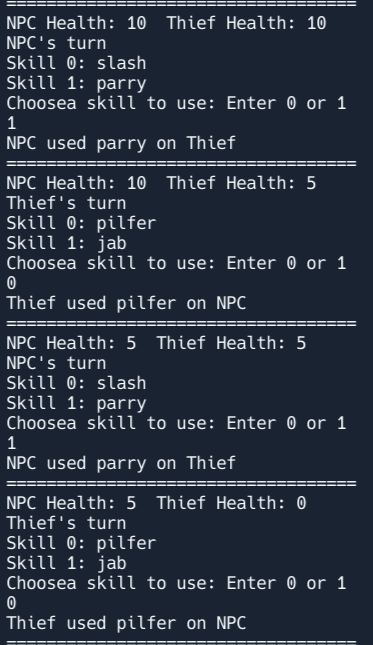 ===================================
NPC Health: 10  Thief Health: 10
NPC's turn
Skill 0: slash
Skill 1: parry
Choosea skill to use: Enter 0 or 1
1
NPC used parry on Thief
===================================
NPC Health: 10  Thief Health: 5
Thief's turn
Skill 0: pilfer
Skill 1: jab
Choosea skill to use: Enter 0 or 1
0
Thief used pilfer on NPC
===================================
NPC Health: 5  Thief Health: 5
NPC's turn
Skill 0: slash
Skill 1: parry
Choosea skill to use: Enter 0 or 1
1
NPC used parry on Thief
===================================
NPC Health: 5  Thief Health: 0
Thief's turn
Skill 0: pilfer
Skill 1: jab
Choosea skill to use: Enter 0 or 1
0
Thief used pilfer on NPC
===================================